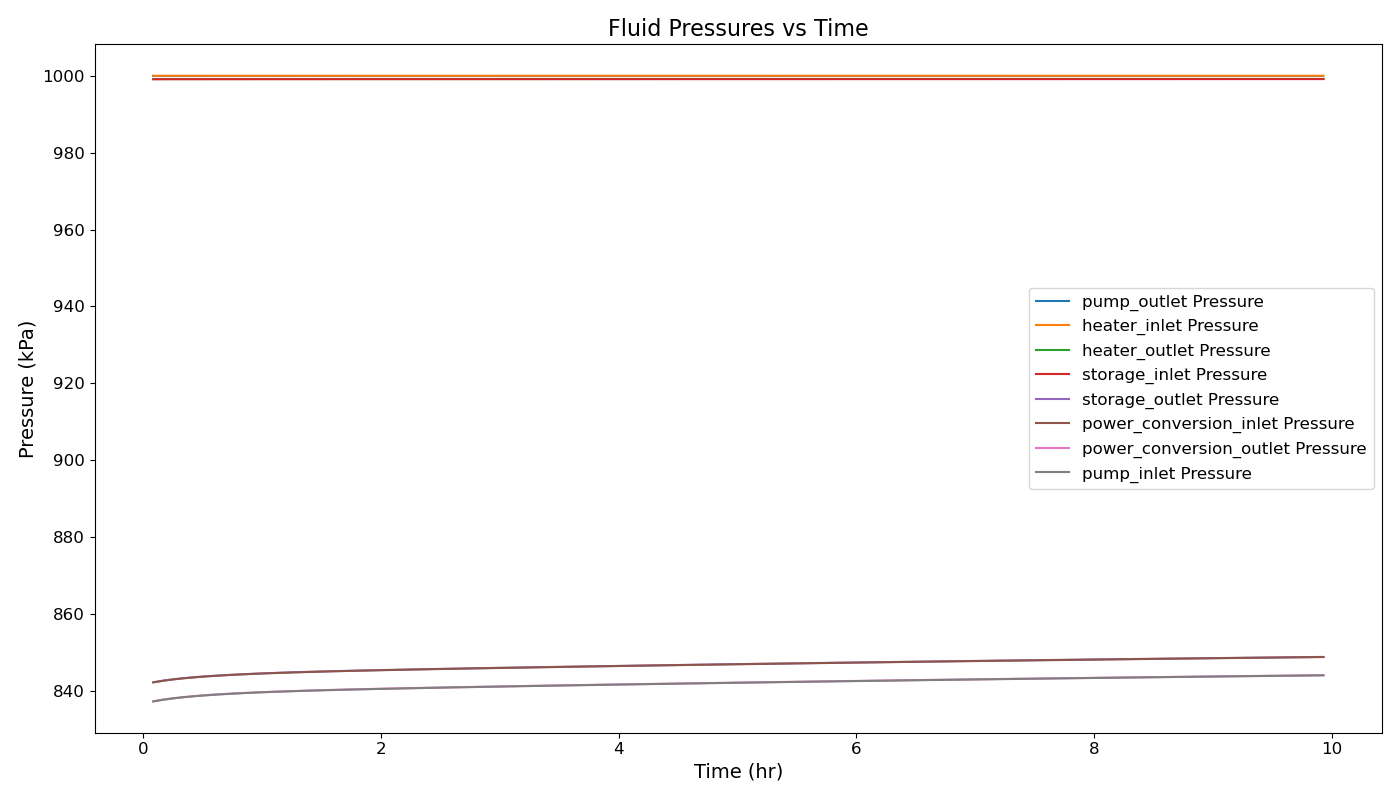 Fluid Pressures vs Time
Pressure (kPa)
1000
980
960
940
920
900
880
860
840
pump_outlet Pressure
heater_inlet Pressure
heater_outlet Pressure
storage_inlet Pressure
storage_outlet Pressure
power_conversion_inlet Pressure
power_conversion_outlet Pressure
pump_inlet Pressure
0 2 4 6 8 10
Time (hr)